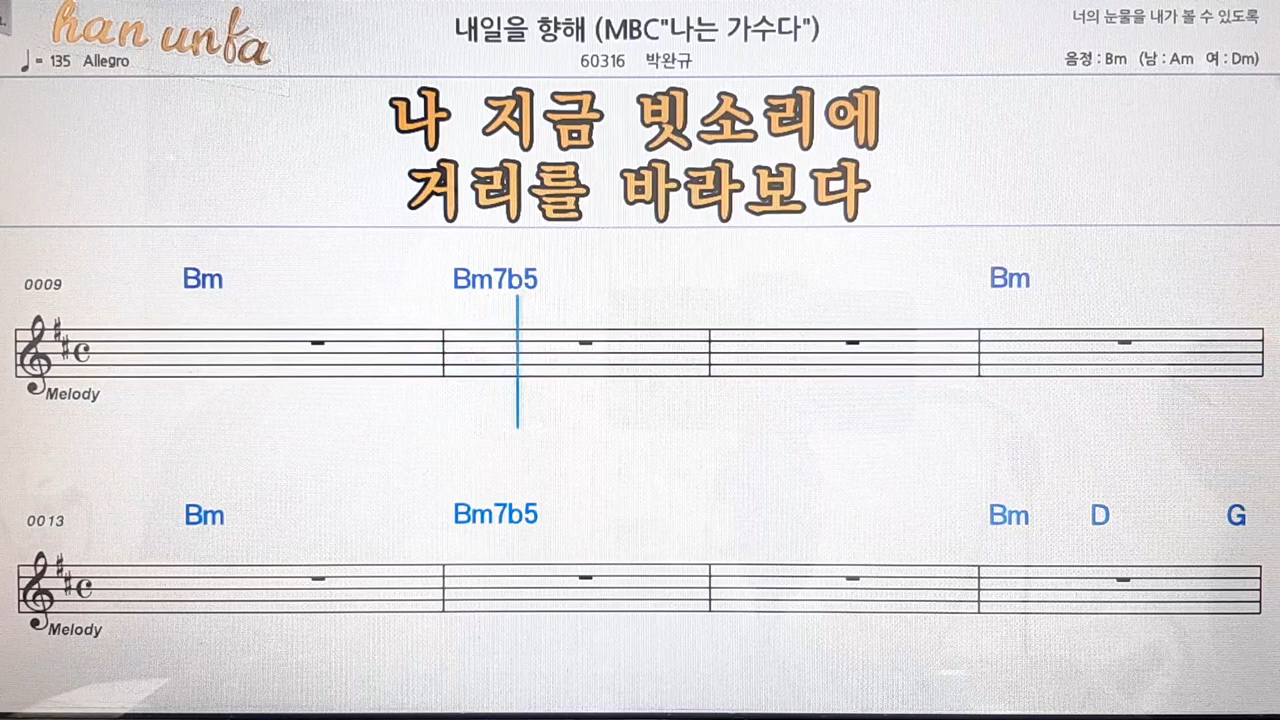 han unfa
내일을 향해 (MBC"나는 가수다")
너의 눈물을 내가 볼 수 있도록
♩= 135 Allegro
60316 박완규
음정 : Bm (남 : Am 여 : Dm)
나 지금 빗소리에
거리를 바라보다
0009 Bm Bm7b5 Bm
Melody
0013 Bm Bm7b5 Bm D G
Melody